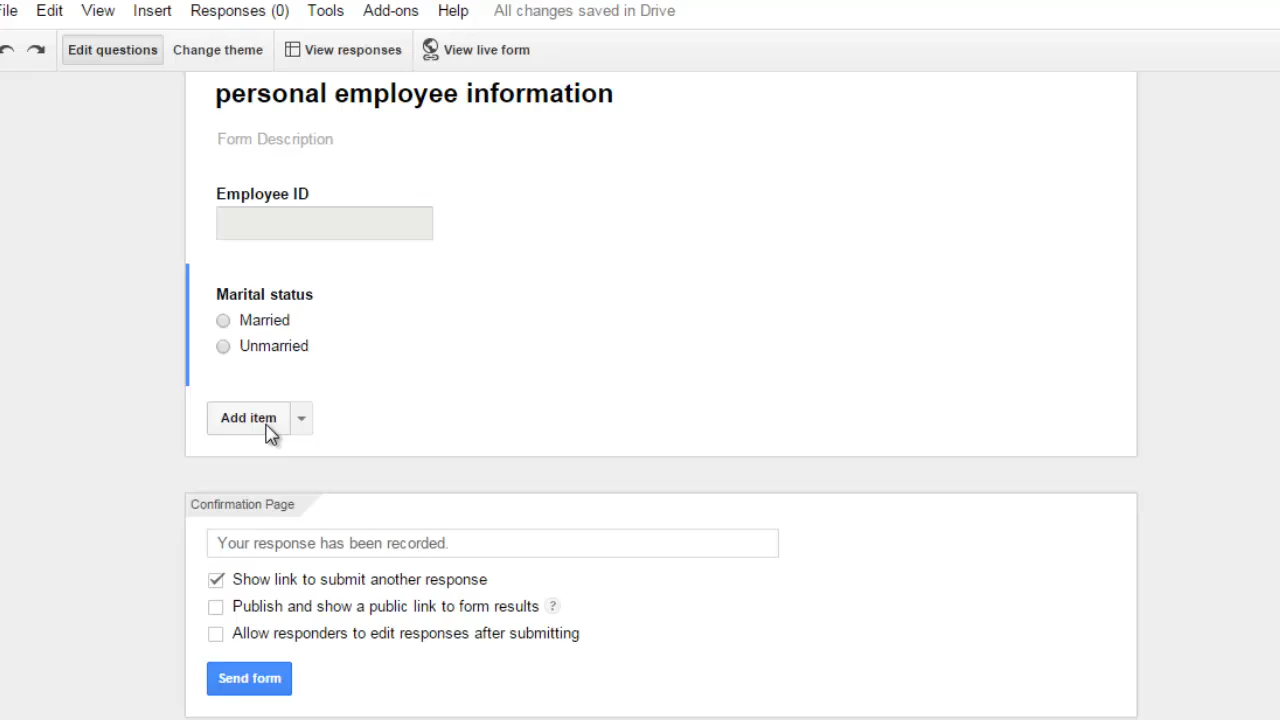 File Edit View Insert Responses (0) Tools Add-ons Help All changes saved in Drive
Edit questions Change theme View responses View live form
personal employee information
Form Description
Employee ID
Marital status
Married
Unmarried
Add item
Confirmation Page
Your response has been recorded.
Show link to submit another response
Publish and show a public link to form results ?
Allow responders to edit responses after submitting
Send form